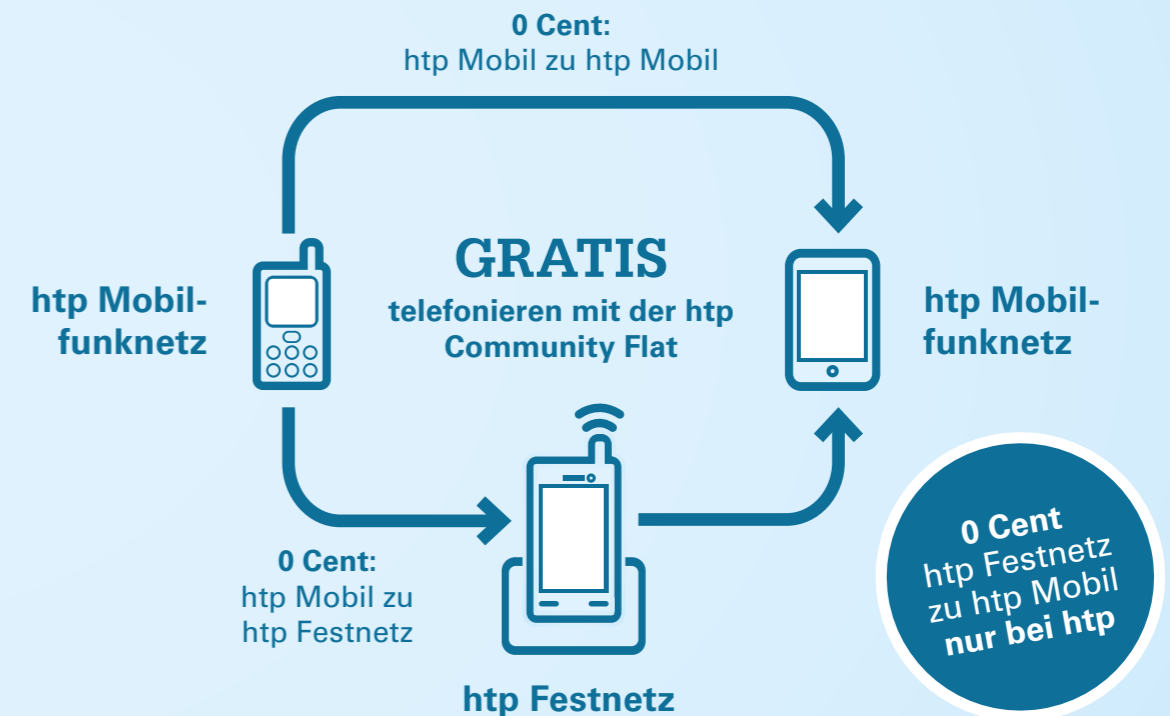 0 Cent:
htp Mobil zu htp Mobil
GRATIS
telefonieren mit der htp
Community Flat
htp Mobil-
funknetz
htp Mobil-
funknetz
0 Cent:
htp Mobil zu
htp Festnetz
0 Cent
htp Festnetz
zu htp Mobil
nur bei htp
htp Festnetz